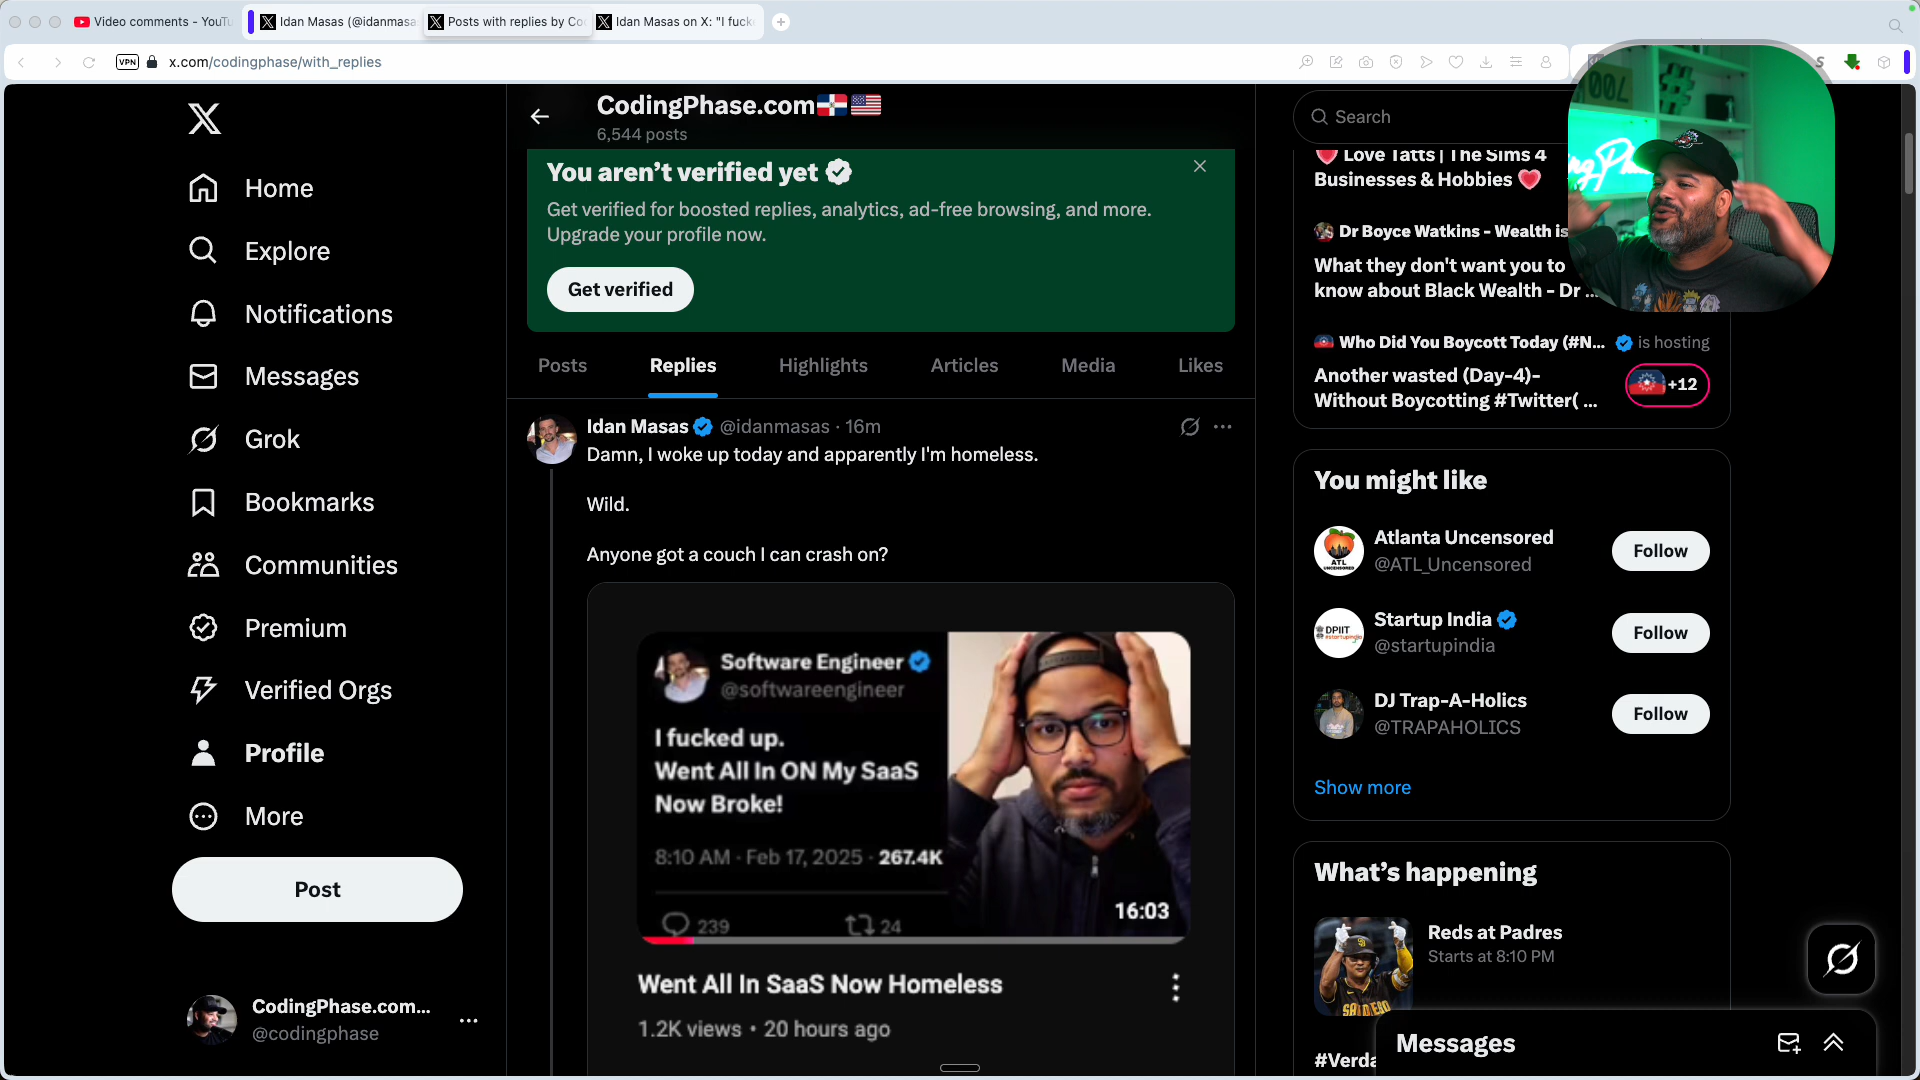 Video comments - YouTu
Idan Masas (@idanmasa
Posts with replies by Co
Idan Masas on X: "I fuck
VPN
x.com/codingphase/with_replies
Home
Explore
Notifications
Messages
Grok
Bookmarks
Communities
Premium
Verified Orgs
Profile
More
Post
CodingPhase.com...
@codingphase
CodingPhase.com🇩🇴🇺🇸
6,544 posts
You aren't verified yet
Get verified for boosted replies, analytics, ad-free browsing, and more.
Upgrade your profile now.
Get verified
Posts
Replies
Highlights
Articles
Media
Likes
Idan Masas @idanmasas · 16m
Damn, I woke up today and apparently I'm homeless.
Wild.
Anyone got a couch I can crash on?
Software Engineer
@softwareengineer
I fucked up.
Went All In ON My SaaS
Now Broke!
8:10 AM · Feb 17, 2025 · 267.4K
239
24
16:03
Went All In SaaS Now Homeless
1.2K views • 20 hours ago
Search
❤️ Love Tatts | The Sims 4
Businesses & Hobbies ❤️
Dr Boyce Watkins - Wealth is
What they don't want you to
know about Black Wealth - Dr ...
Who Did You Boycott Today (#N... is hosting
Another wasted (Day-4)-
Without Boycotting #Twitter( ...
+12
You might like
Atlanta Uncensored
@ATL_Uncensored
Follow
Startup India
@startupindia
Follow
DJ Trap-A-Holics
@TRAPAHOLICS
Follow
Show more
What's happening
Reds at Padres
Starts at 8:10 PM
#Verda
Messages